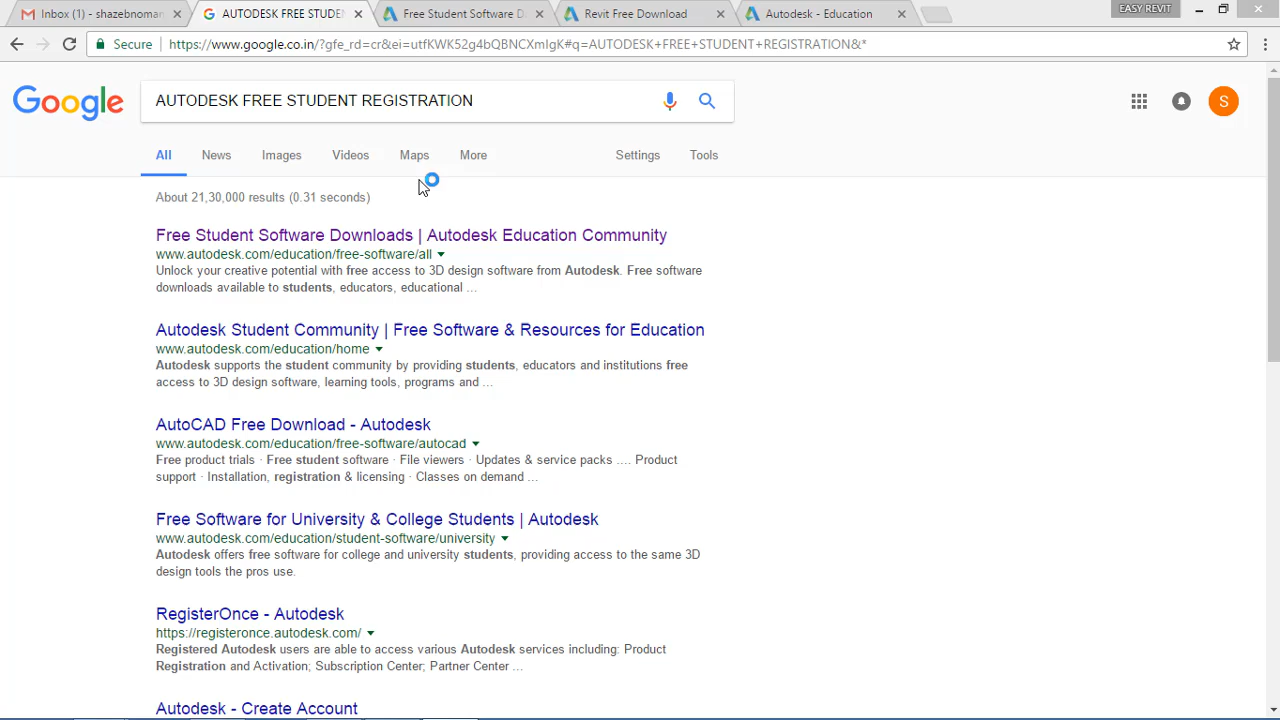 Inbox (1) - shazebnoman
AUTODESK FREE STUDEN
Free Student Software D
Revit Free Download
Autodesk - Education
EASY REVIT
Secure
https://www.google.co.in/?gfe_rd=cr&ei=utfKWK52g4bQBNCXmIgK#q=AUTODESK+FREE+STUDENT+REGISTRATION&*
Google
AUTODESK FREE STUDENT REGISTRATION
S
All News Images Videos Maps More Settings Tools
About 21,30,000 results (0.31 seconds)
Free Student Software Downloads | Autodesk Education Community
www.autodesk.com/education/free-software/all
Unlock your creative potential with free access to 3D design software from Autodesk. Free software
downloads available to students, educators, educational ...
Autodesk Student Community | Free Software & Resources for Education
www.autodesk.com/education/home
Autodesk supports the student community by providing students, educators and institutions free
access to 3D design software, learning tools, programs and ...
AutoCAD Free Download - Autodesk
www.autodesk.com/education/free-software/autocad
Free product trials · Free student software · File viewers · Updates & service packs .... Product
support · Installation, registration & licensing · Classes on demand ...
Free Software for University & College Students | Autodesk
www.autodesk.com/education/student-software/university
Autodesk offers free software for college and university students, providing access to the same 3D
design tools the pros use.
RegisterOnce - Autodesk
https://registeronce.autodesk.com/
Registered Autodesk users are able to access various Autodesk services including: Product
Registration and Activation; Subscription Center; Partner Center ...
Autodesk - Create Account